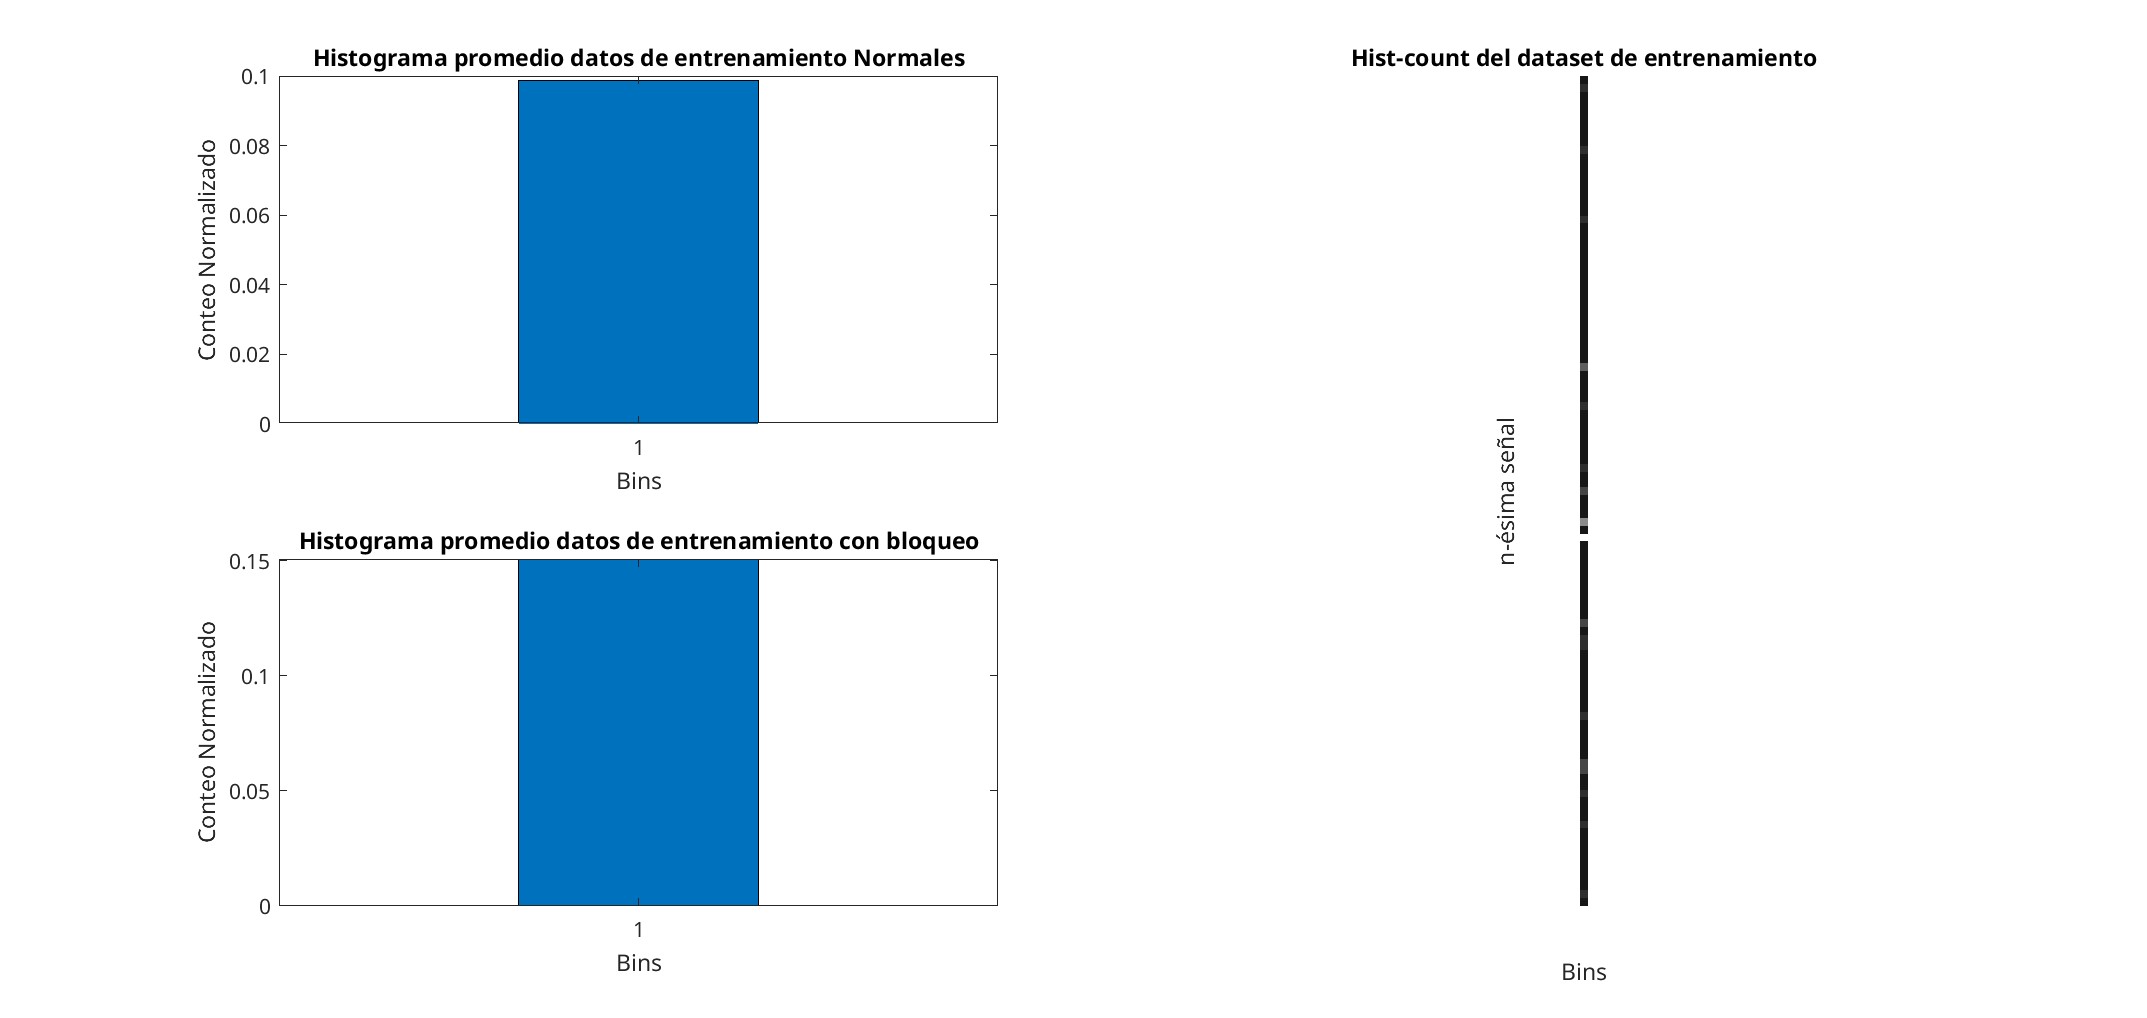 Histograma promedio datos de entrenamiento Normales
0.1
0.08
0.06
0.04
0.02
0
Conteo Normalizado
1
Bins
Histograma promedio datos de entrenamiento con bloqueo
0.15
0.1
0.05
0
Conteo Normalizado
1
Bins
Hist-count del dataset de entrenamiento
n-ésima señal
Bins